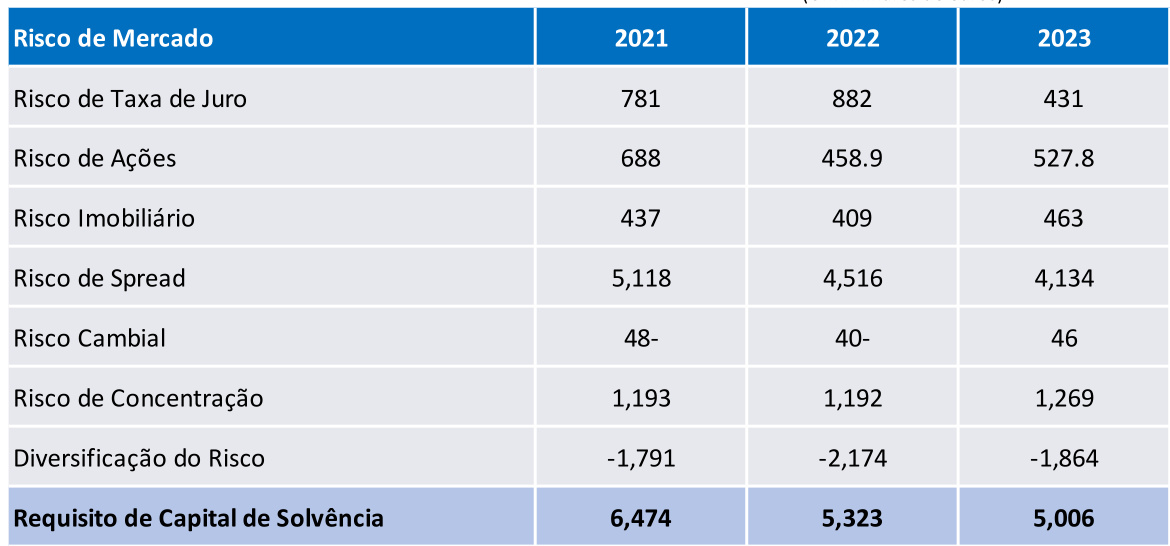 Risco de Mercado 2021 2022 2023
Risco de Taxa de Juro 781 882 431
Risco de Ações 688 458.9 527.8
Risco Imobiliário 437 409 463
Risco de Spread 5,118 4,516 4,134
Risco Cambial 48- 40- 46
Risco de Concentração 1,193 1,192 1,269
Diversificação do Risco -1,791 -2,174 -1,864
Requisito de Capital de Solvência 6,474 5,323 5,006